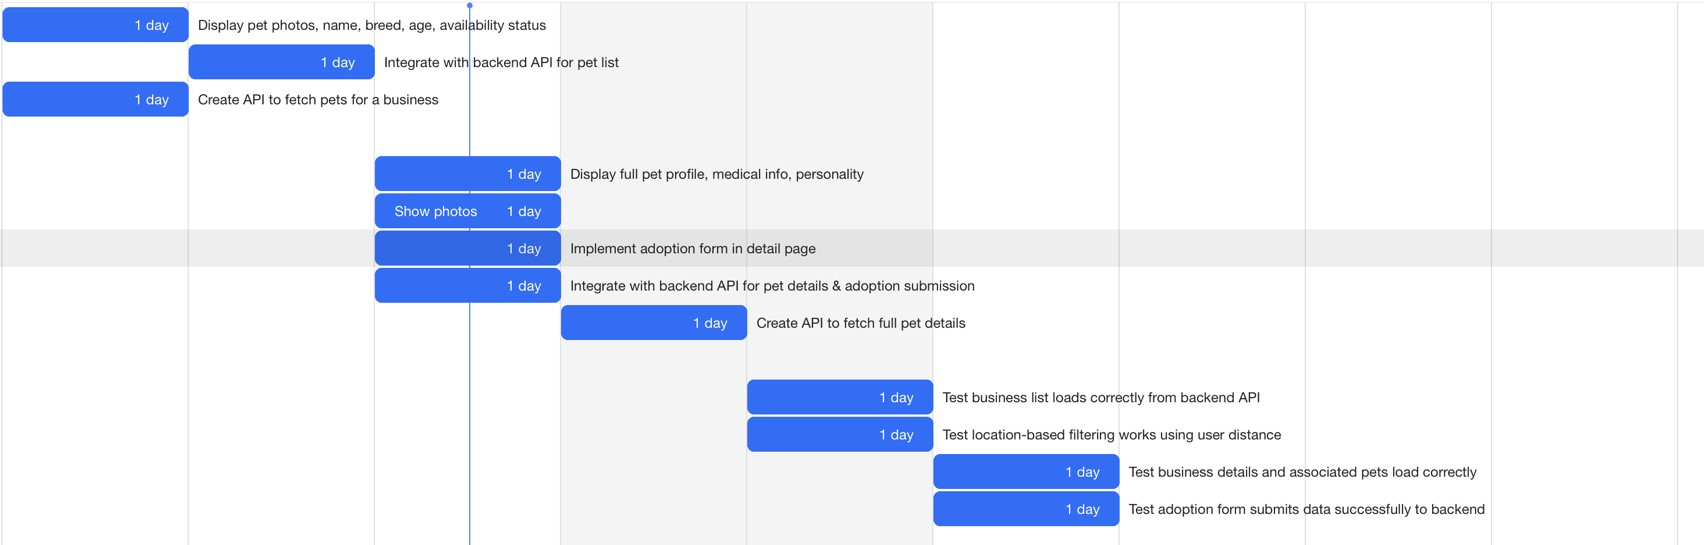 1 day Display pet photos, name, breed, age, availability status
1 day Integrate with backend API for pet list
1 day Create API to fetch pets for a business
1 day Display full pet profile, medical info, personality
Show photos 1 day
1 day Implement adoption form in detail page
1 day Integrate with backend API for pet details & adoption submission
1 day Create API to fetch full pet details
1 day Test business list loads correctly from backend API
1 day Test location-based filtering works using user distance
1 day Test business details and associated pets load correctly
1 day Test adoption form submits data successfully to backend